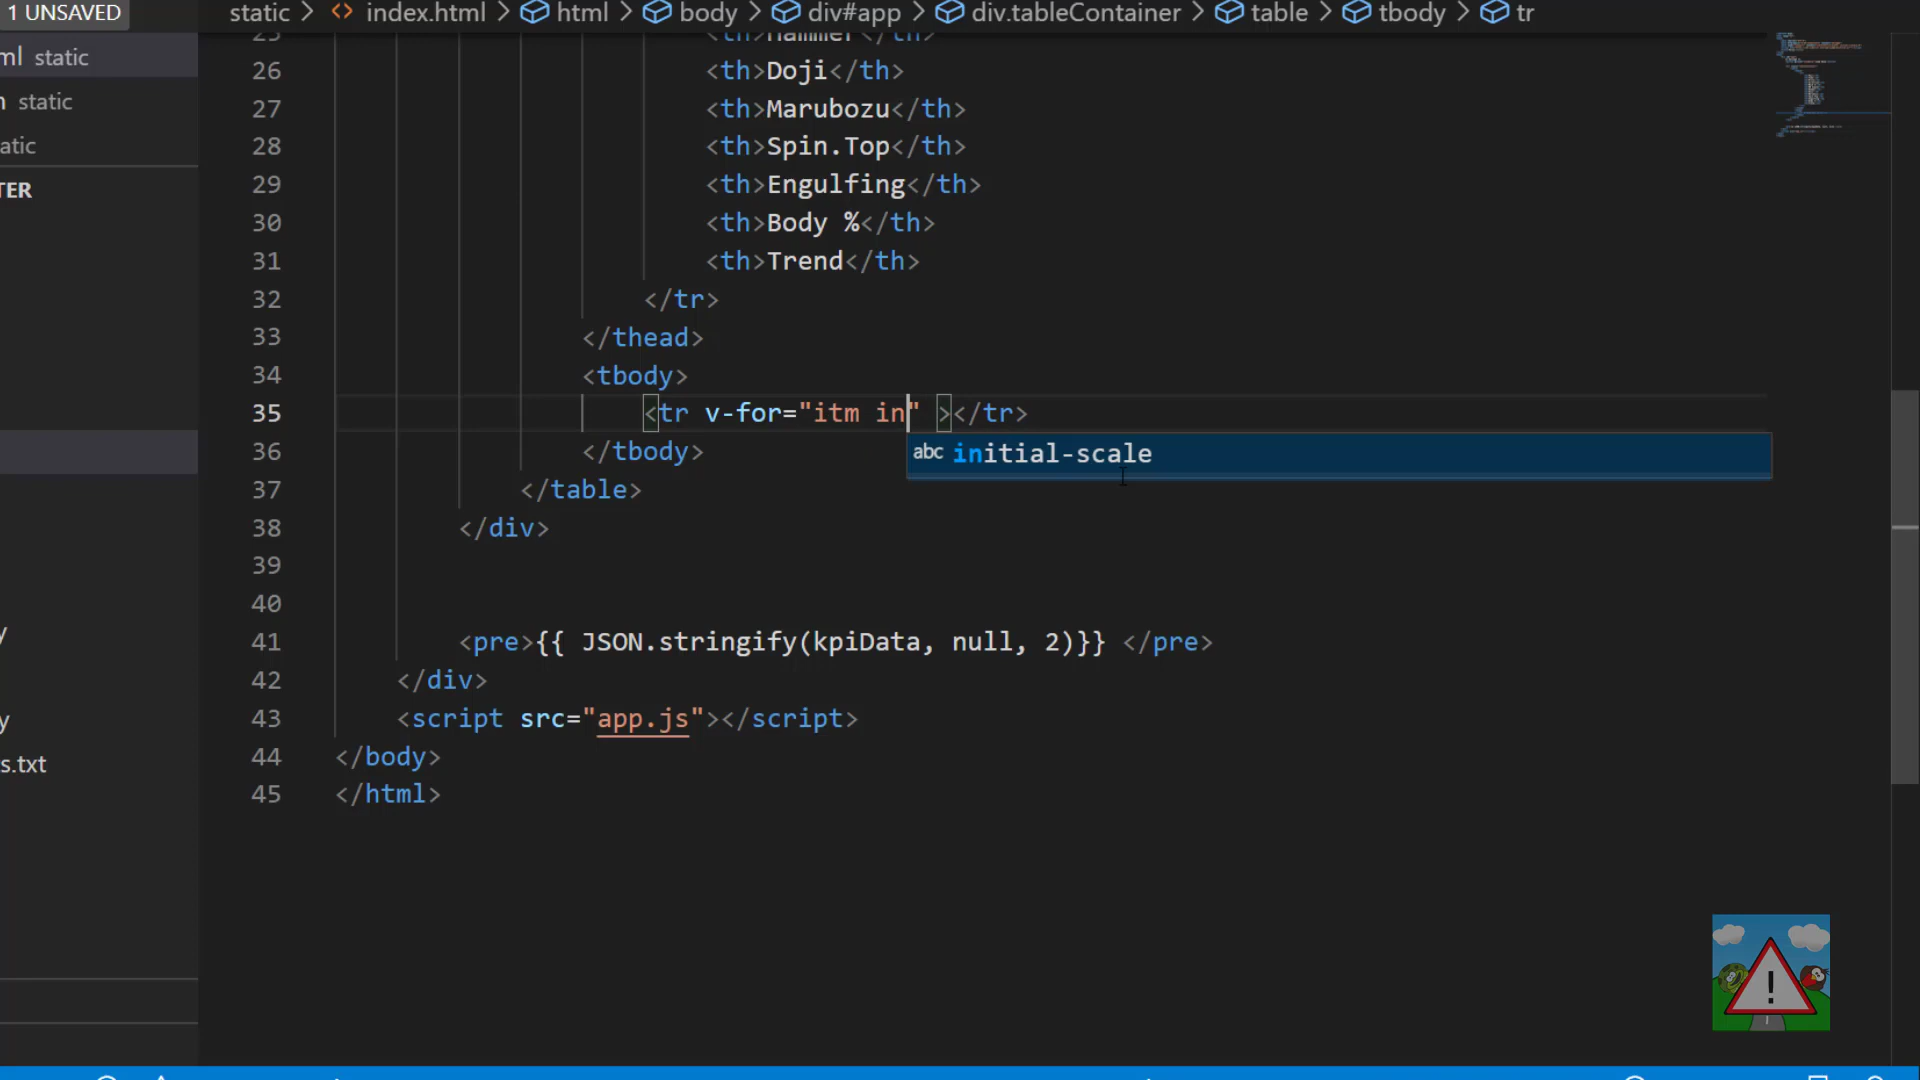 1 UNSAVED
static > <> index.html > html > body > div#app > div.tableContainer > table > tbody > tr
ml static
static
atic
TER
s.txt
25 <th>Hammer</th>
26 <th>Doji</th>
27 <th>Marubozu</th>
28 <th>Spin.Top</th>
29 <th>Engulfing</th>
30 <th>Body %</th>
31 <th>Trend</th>
32 </tr>
33 </thead>
34 <tbody>
35 <tr v-for="itm in" ></tr>
abc initial-scale
36 </tbody>
37 </table>
38 </div>
39
40
41 <pre>{{ JSON.stringify(kpiData, null, 2)}} </pre>
42 </div>
43 <script src="app.js"></script>
44 </body>
45 </html>
!